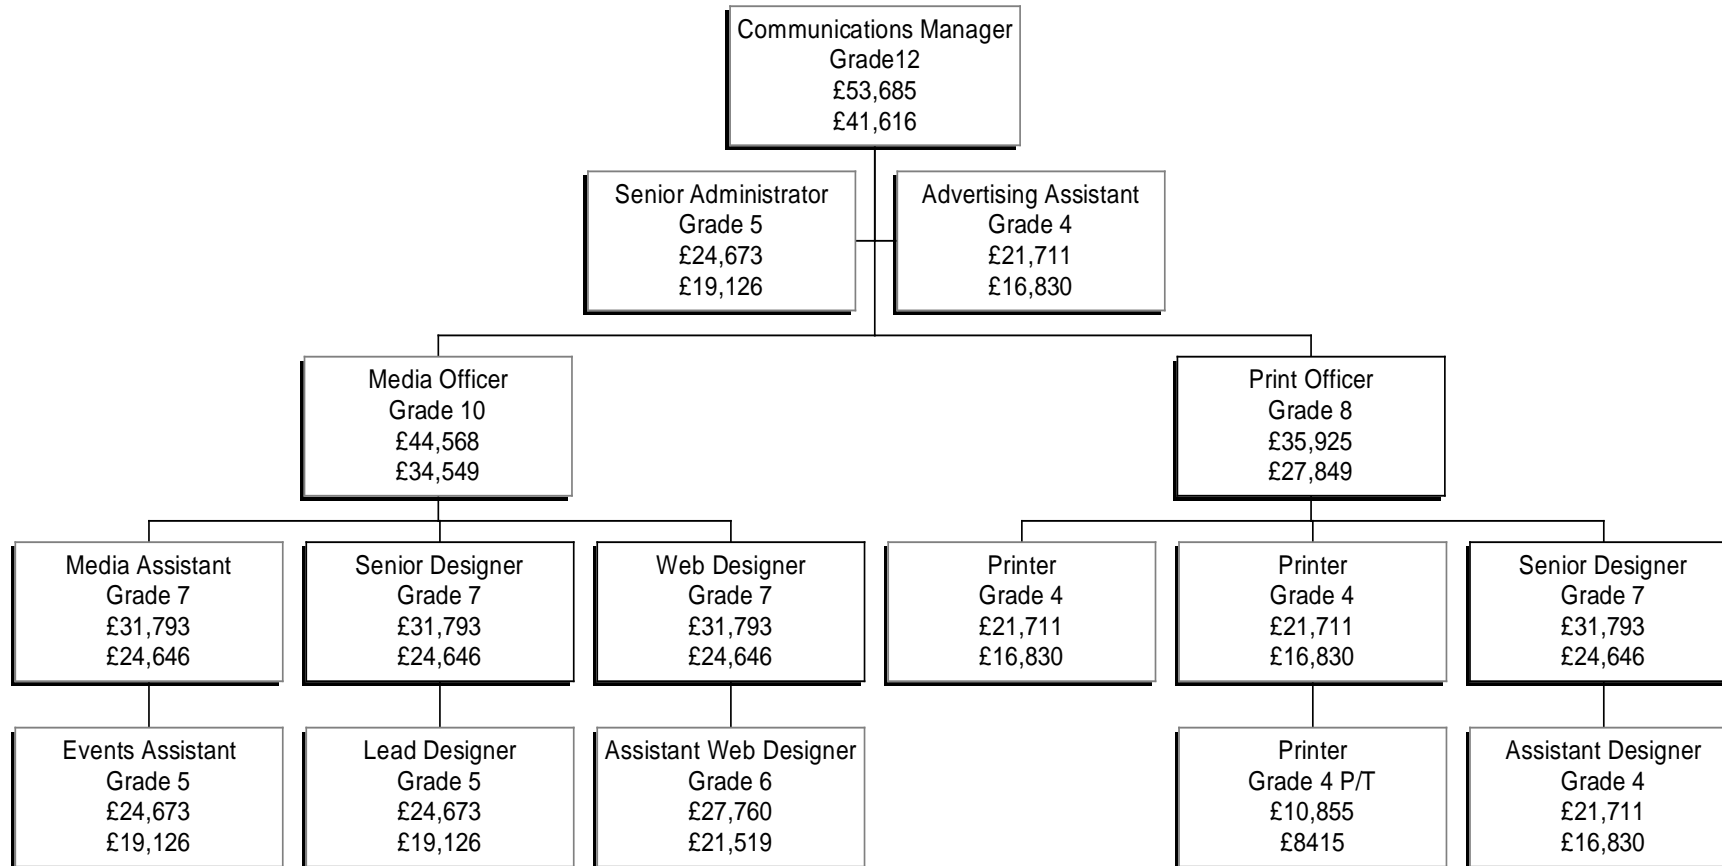 Communications Manager
Grade12
£53,685
£41,616
Senior Administrator
Grade 5
£24,673
£19,126
Advertising Assistant
Grade 4
£21,711
£16,830
Media Officer
Grade 10
£44,568
£34,549
Print Officer
Grade 8
£35,925
£27,849
Media Assistant
Grade 7
£31,793
£24,646
Senior Designer
Grade 7
£31,793
£24,646
Web Designer
Grade 7
£31,793
£24,646
Printer
Grade 4
£21,711
£16,830
Printer
Grade 4
£21,711
£16,830
Senior Designer
Grade 7
£31,793
£24,646
Events Assistant
Grade 5
£24,673
£19,126
Lead Designer
Grade 5
£24,673
£19,126
Assistant Web Designer
Grade 6
£27,760
£21,519
Printer
Grade 4 P/T
£10,855
£8415
Assistant Designer
Grade 4
£21,711
£16,830